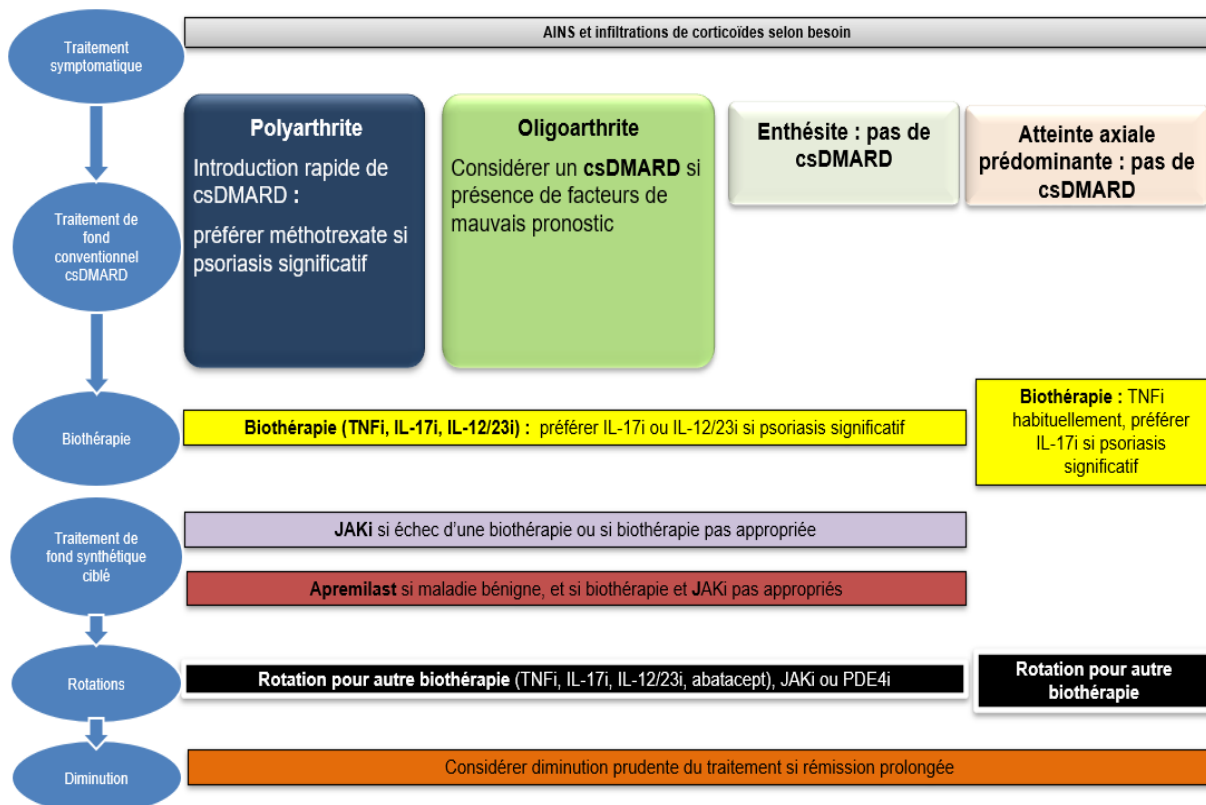 AINS et infiltrations de corticoïdes selon besoin
Traitement
symptomatique
Polyarthrite
Introduction rapide de
csDMARD :
préférer méthotrexate si
psoriasis significatif
Oligoarthrite
Considérer un csDMARD si
présence de facteurs de
mauvais pronostic
Enthésite : pas de
csDMARD
Atteinte axiale
prédominante : pas de
csDMARD
Traitement de
fond
conventionnel
csDMARD
Biothérapie
Biothérapie (TNFi, IL-17i, IL-12/23i) : préférer IL-17i ou IL-12/23i si psoriasis significatif
Biothérapie : TNFi
habituellement, préférer
IL-17i si psoriasis
significatif
Traitement de
fond synthétique
ciblé
JAKi si échec d’une biothérapie ou si biothérapie pas appropriée
Apremilast si maladie bénigne, et si biothérapie et JAKi pas appropriés
Rotations
Rotation pour autre biothérapie (TNFi, IL-17i, IL-12/23i, abatacept), JAKi ou PDE4i
Rotation pour autre
biothérapie
Diminution
Considérer diminution prudente du traitement si rémission prolongée